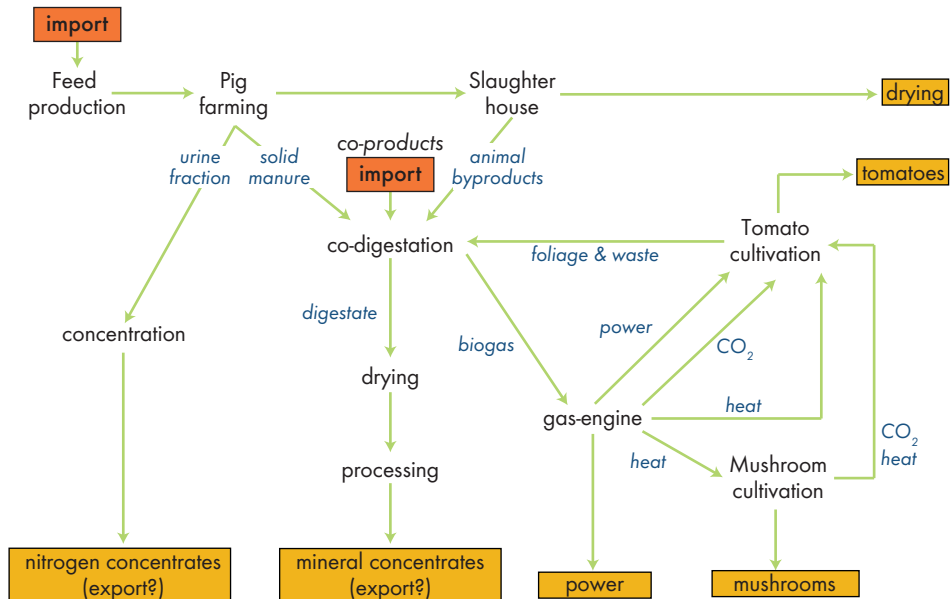 import
Feed
production
Pig
farming
Slaughter
house
drying
urine
fraction
solid
manure
co-products
import
animal
byproducts
tomatoes
co-digestation
foliage & waste
Tomato
cultivation
concentration
digestate
biogas
power
CO₂
drying
gas-engine
heat
CO₂
heat
heat
processing
Mushroom
cultivation
nitrogen concentrates
(export?)
mineral concentrates
(export?)
power
mushrooms